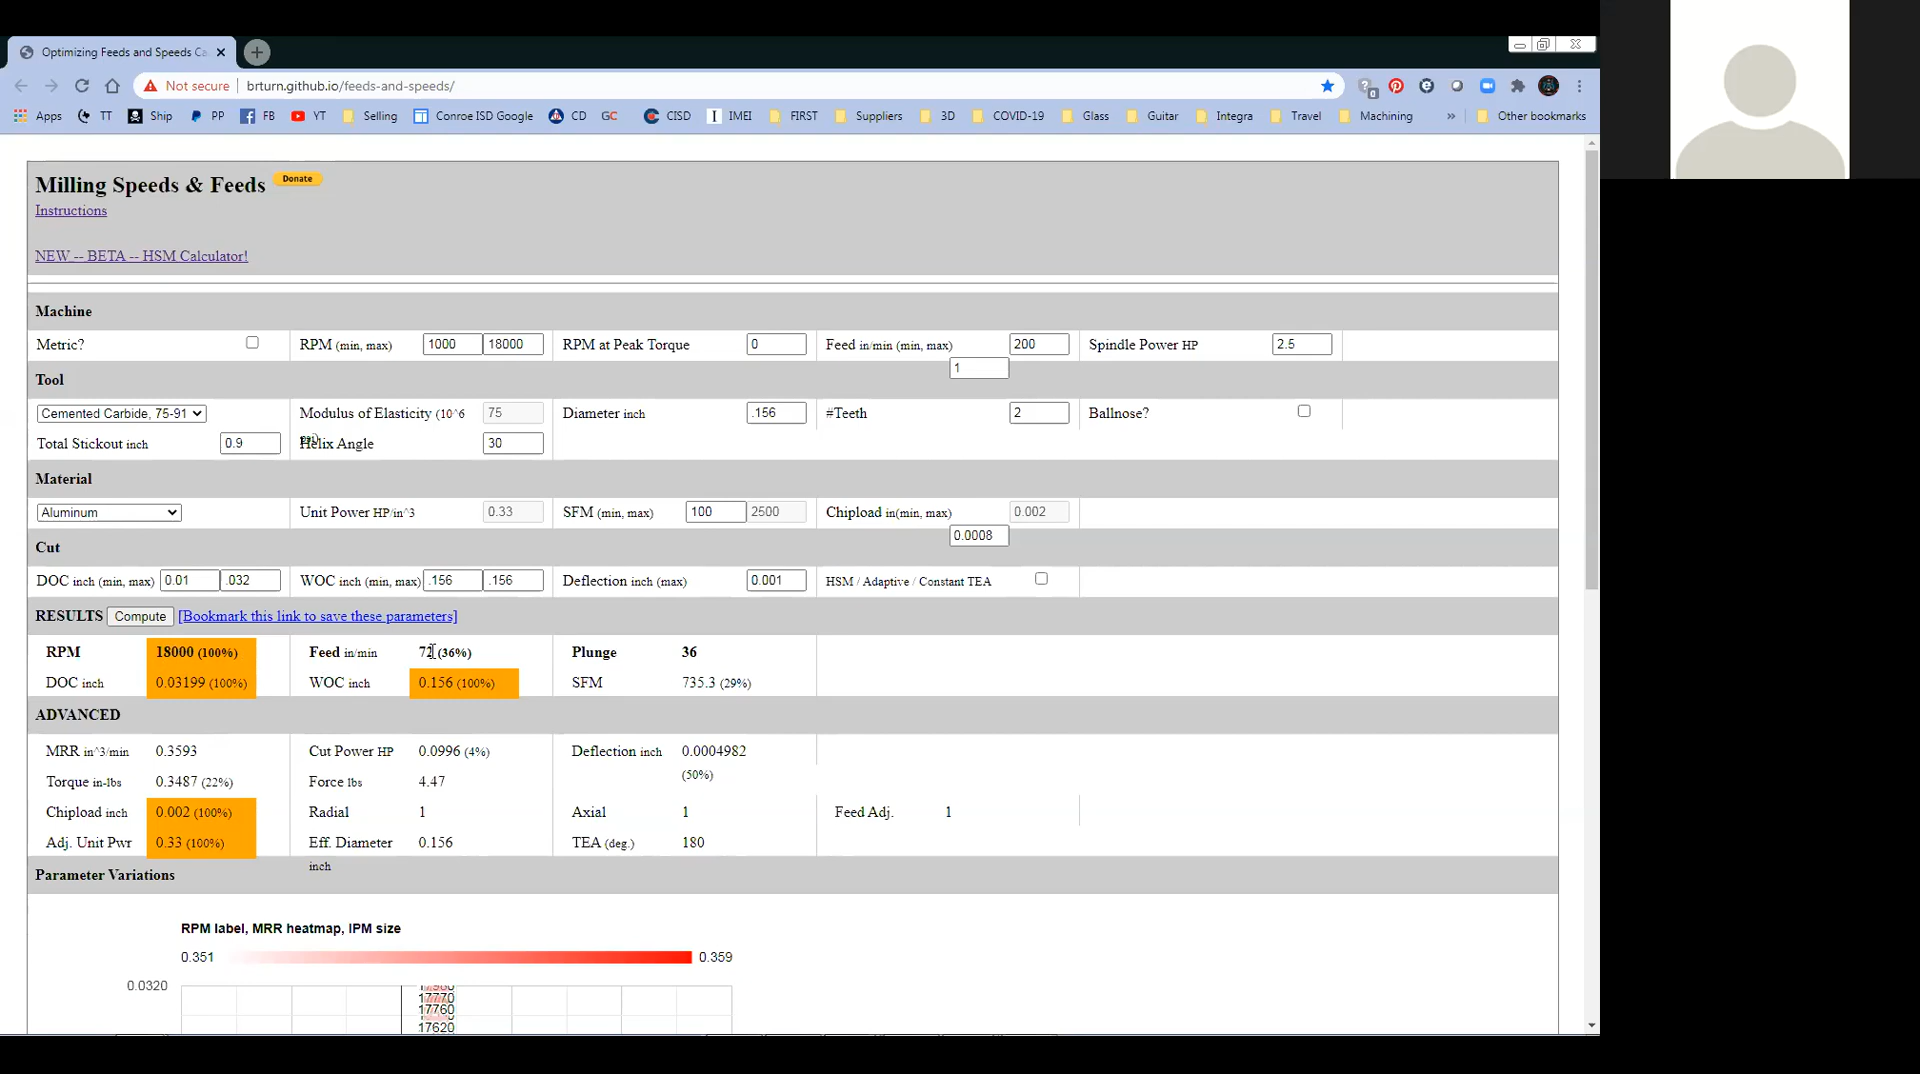 Optimizing Feeds and Speeds Ca
Not secure | brturn.github.io/feeds-and-speeds/
Apps TT Ship PP FB YT Selling Conroe ISD Google CD GC CISD IMEI FIRST Suppliers 3D COVID-19 Glass Guitar Integra Travel Machining » Other bookmarks
Milling Speeds & Feeds Donate
Instructions
NEW -- BETA -- HSM Calculator!
Machine
Metric? RPM (min, max) 1000 18000 RPM at Peak Torque 0 Feed in/min (min, max) 200 Spindle Power HP 2.5
1
Tool
Cemented Carbide, 75-91 Modulus of Elasticity (10^6 psi) 75 Diameter inch .156 #Teeth 2 Ballnose?
Total Stickout inch 0.9 Helix Angle 30
Material
Aluminum Unit Power HP/in^3 0.33 SFM (min, max) 100 2500 Chipload in(min, max) 0.002
0.0008
Cut
DOC inch (min, max) 0.01 .032 WOC inch (min, max) .156 .156 Deflection inch (max) 0.001 HSM / Adaptive / Constant TEA
RESULTS Compute [Bookmark this link to save these parameters]
RPM 18000 (100%) Feed in/min 72 (36%) Plunge 36
DOC inch 0.03199 (100%) WOC inch 0.156 (100%) SFM 735.3 (29%)
ADVANCED
MRR in^3/min 0.3593 Cut Power HP 0.0996 (4%) Deflection inch 0.0004982
(50%)
Torque in-lbs 0.3487 (22%) Force lbs 4.47
Chipload inch 0.002 (100%) Radial 1 Axial 1 Feed Adj. 1
Adj. Unit Pwr 0.33 (100%) Eff. Diameter 0.156 TEA (deg.) 180
inch
Parameter Variations
RPM label, MRR heatmap, IPM size
0.351 0.359
0.0320
17770
17760
17620